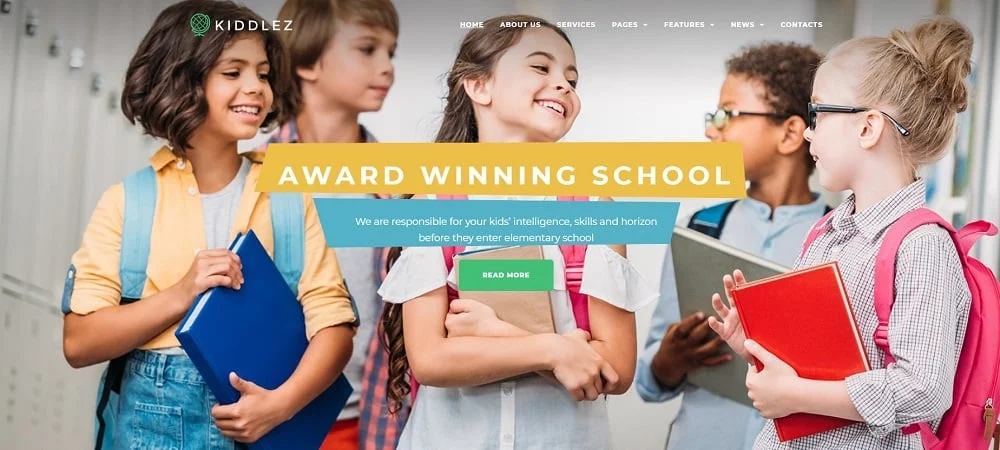 KIDDLEZ
HOME ABOUT US SERVICES PAGES FEATURES NEWS CONTACTS
AWARD WINNING SCHOOL
We are responsible for your kids' intelligence, skills and horizon
before they enter elementary school
READ MORE